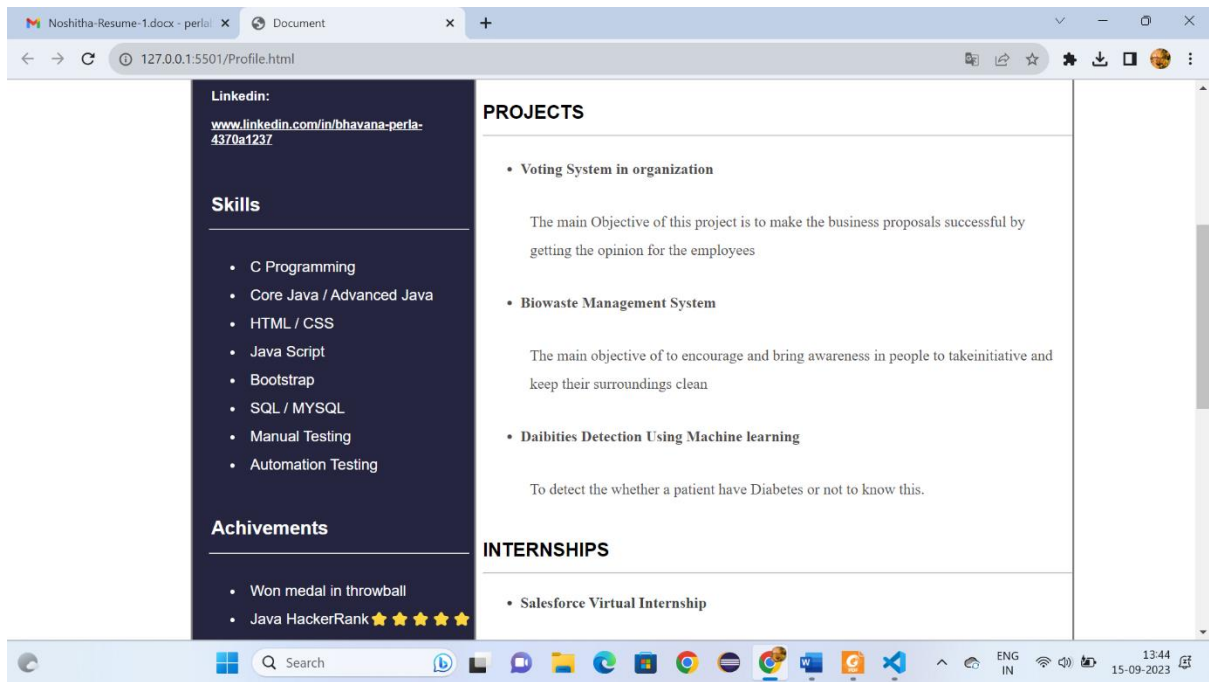 Noshitha-Resume-1.docx - perla
Document
127.0.0.1:5501/Profile.html
Linkedin:
www.linkedin.com/in/bhavana-perla-
4370a1237
Skills
• C Programming
• Core Java / Advanced Java
• HTML / CSS
• Java Script
• Bootstrap
• SQL / MYSQL
• Manual Testing
• Automation Testing
Achivements
• Won medal in throwball
• Java HackerRank
PROJECTS
• Voting System in organization
The main Objective of this project is to make the business proposals successful by
getting the opinion for the employees
• Biowaste Management System
The main objective of to encourage and bring awareness in people to takeinitiative and
keep their surroundings clean
• Daibities Detection Using Machine learning
To detect the whether a patient have Diabetes or not to know this.
INTERNSHIPS
• Salesforce Virtual Internship
Search
ENG
IN
13:44
15-09-2023